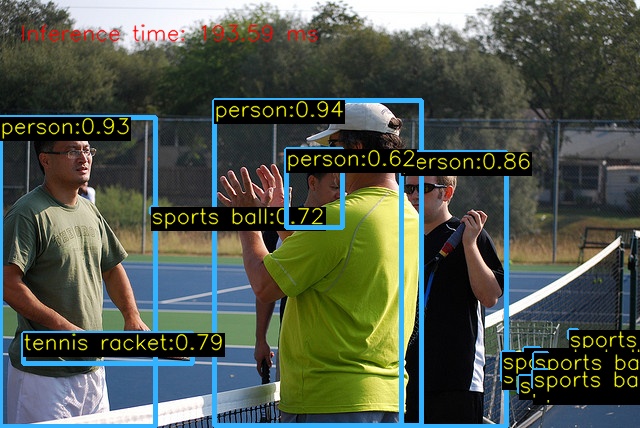 Inference time: 193.59 ms
person:0.94
person:0.93
person:0.62
erson:0.86
sports ball:0.72
tennis racket:0.79
sports
sports ba
sports ba